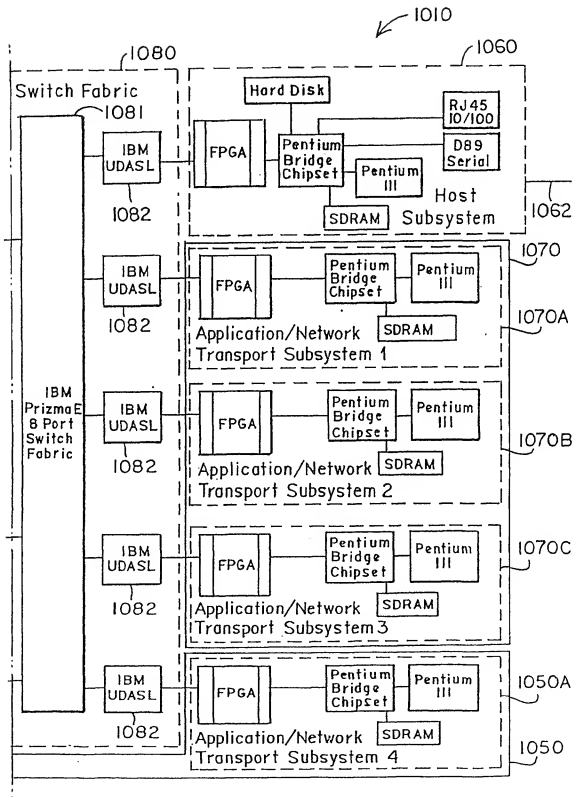 1010
1080
1060
Switch Fabric
1081
Hard Disk
RJ45
10/100
D89
Serial
IBM
UDASL
FPGA
Pentium
Bridge
Chipset
Pentium
III
Host
Subsystem
SDRAM
1082
1062
1070
IBM
UDASL
FPGA
Pentium
Bridge
Chipset
Pentium
III
1082
SDRAM
1070A
Application/Network
Transport Subsystem 1
IBM
PrizmaE
8 Port
Switch
Fabric
IBM
UDASL
FPGA
Pentium
Bridge
Chipset
Pentium
III
1082
SDRAM
1070B
Application/Network
Transport Subsystem 2
IBM
UDASL
FPGA
Pentium
Bridge
Chipset
Pentium
III
1070C
1082
SDRAM
Application/Network
Transport Subsystem 3
IBM
UDASL
FPGA
Pentium
Bridge
Chipset
Pentium
III
1050A
1082
SDRAM
Application/Network
Transport Subsystem 4
1050